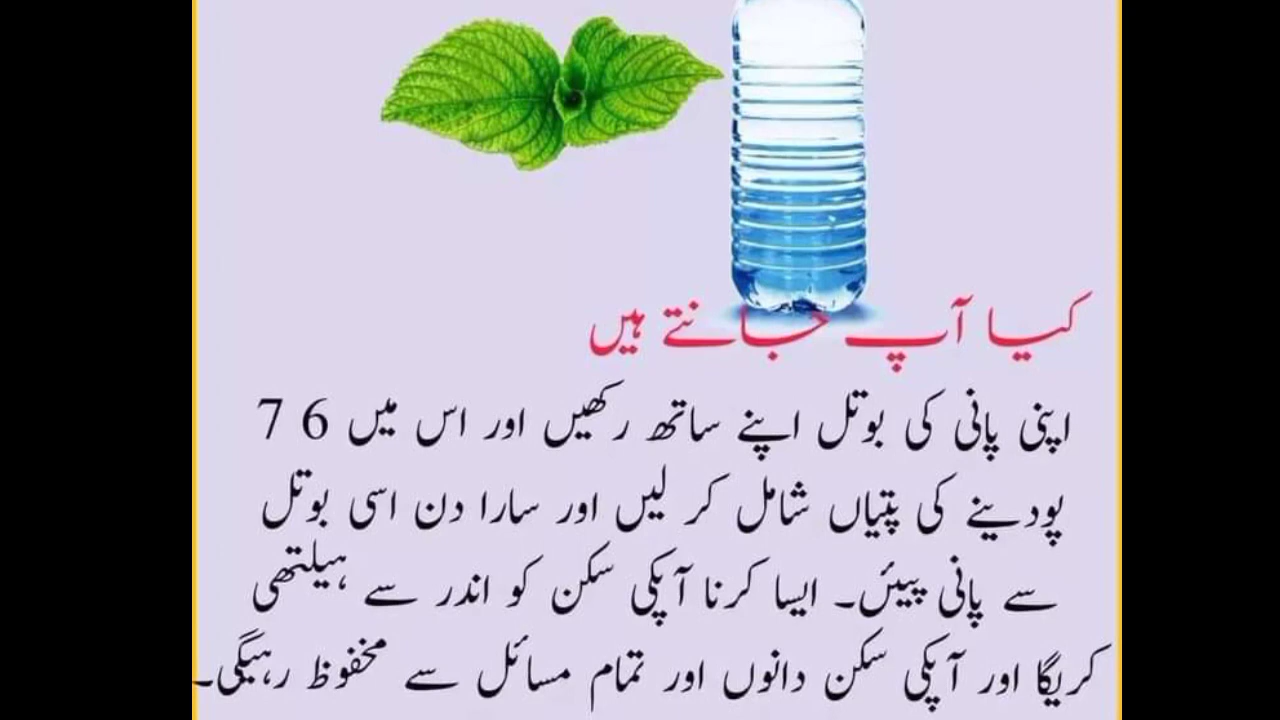 کیا آپ جانتے ہیں
اپنی پانی کی بوتل اپنے ساتھ رکھیں اور اس میں 6 7
پودینے کی پتیاں شامل کر لیں اور سارا دن اسی بوتل
سے پانی پیئں۔ ایسا کرنا آپکی سکن کو اندر سے ہیلتھی
کریگا اور آپکی سکن دانوں اور تمام مسائل سے محفوظ رہیگی۔